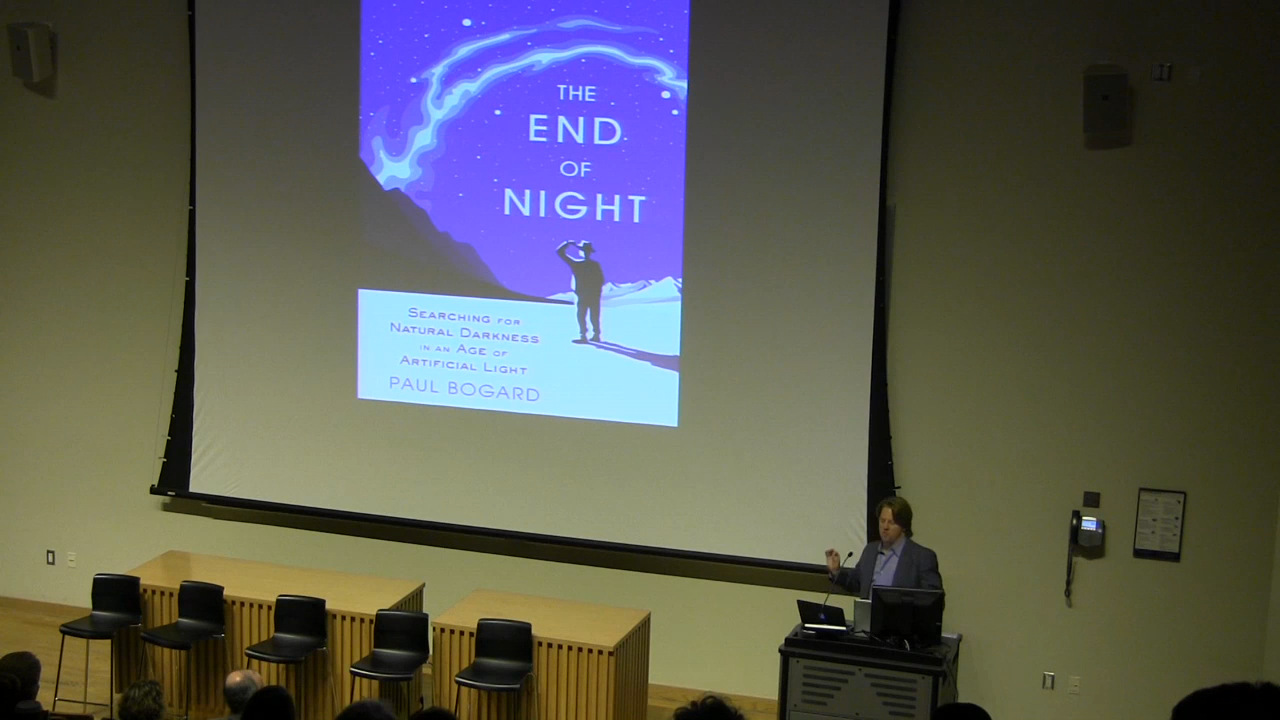 THE
END
OF
NIGHT
SEARCHING FOR
NATURAL DARKNESS
IN AN AGE OF
ARTIFICIAL LIGHT
PAUL BOGARD